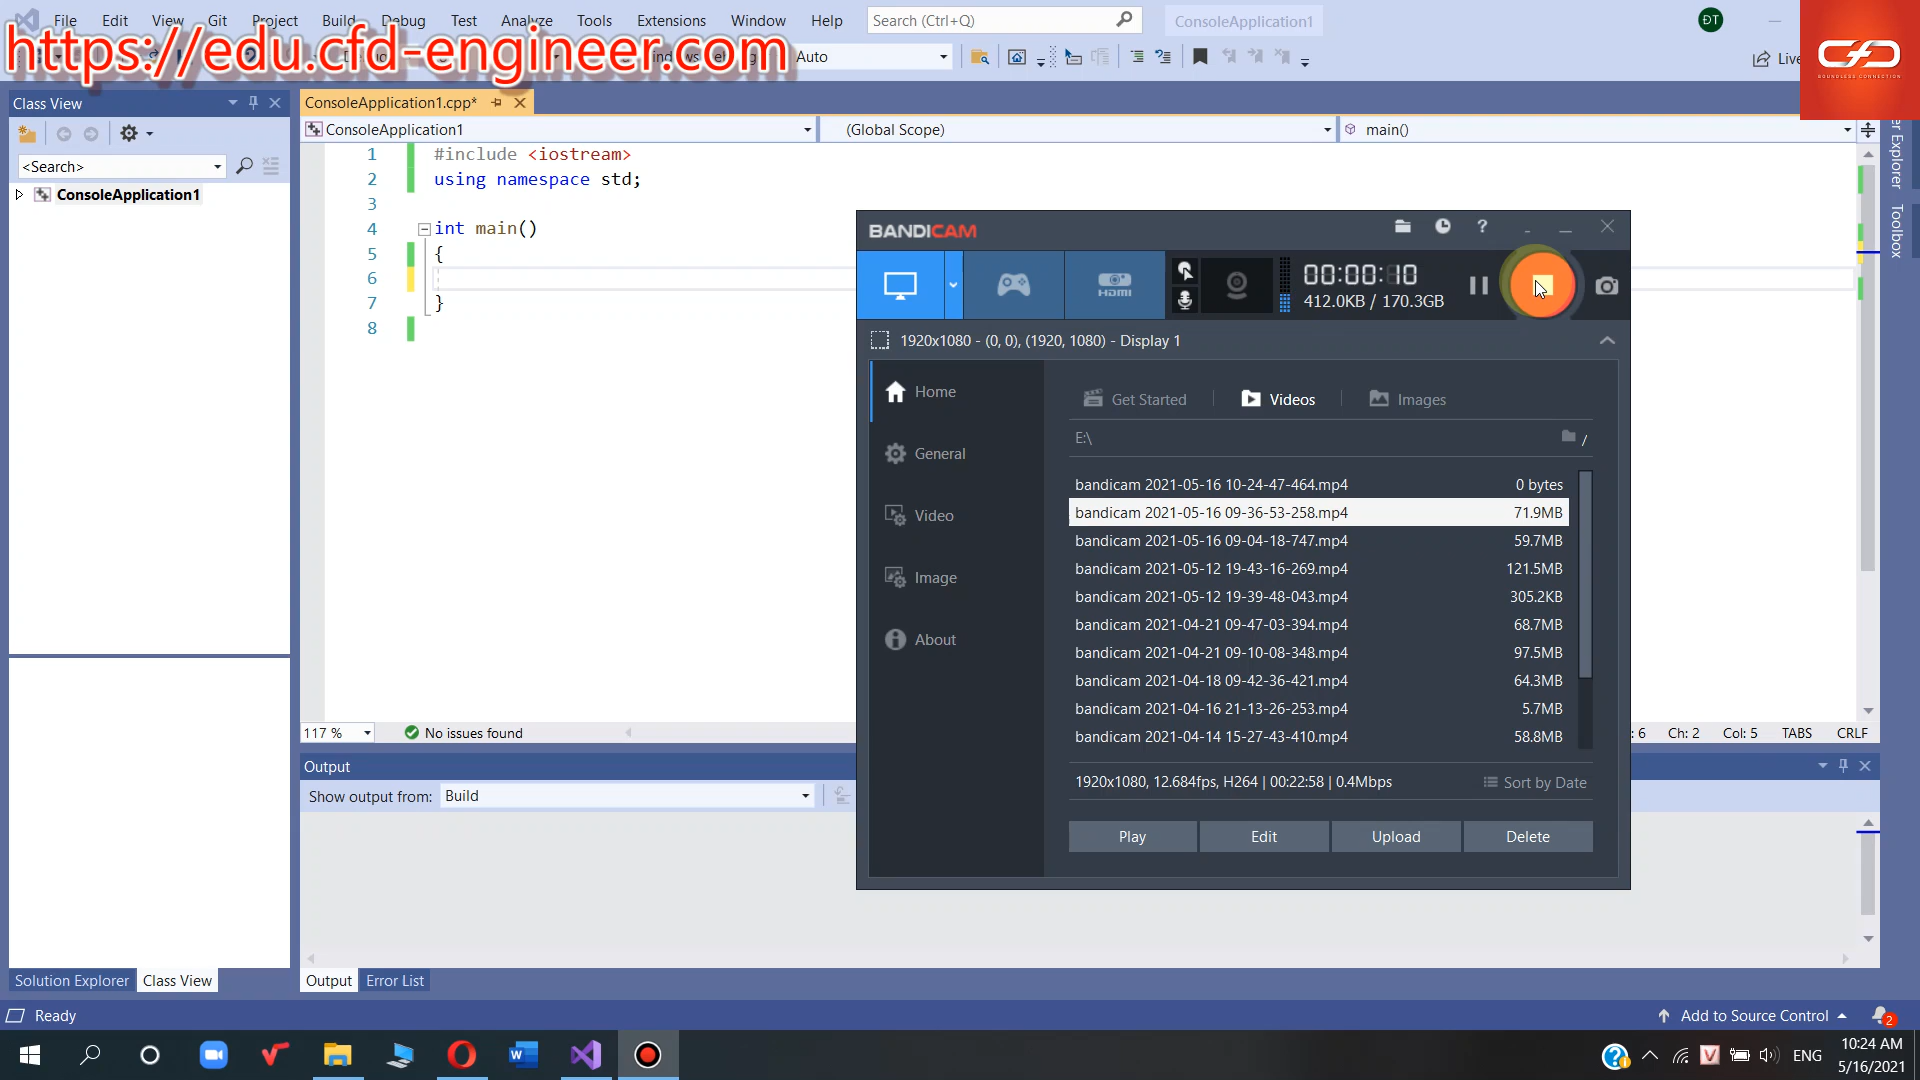 File Edit View Git Project Build Debug Test Analyze Tools Extensions Window Help
Search (Ctrl+Q)
ConsoleApplication1
ĐT
https://edu.cfd-engineer.com
Auto
Live
cfd
BOUNDLESS CONNECTION
Class View
ConsoleApplication1.cpp*
ConsoleApplication1
(Global Scope)
main()
<Search>
ConsoleApplication1
1 #include <iostream>
2 using namespace std;
3
4 int main()
5 {
6
7 }
8
Explorer
Toolbox
BANDICAM
?
HDMI
00:00:10
412.0KB / 170.3GB
1920x1080 - (0, 0), (1920, 1080) - Display 1
Home
General
Video
Image
About
Get Started
Videos
Images
E:\
/
bandicam 2021-05-16 10-24-47-464.mp4 0 bytes
bandicam 2021-05-16 09-36-53-258.mp4 71.9MB
bandicam 2021-05-16 09-04-18-747.mp4 59.7MB
bandicam 2021-05-12 19-43-16-269.mp4 121.5MB
bandicam 2021-05-12 19-39-48-043.mp4 305.2KB
bandicam 2021-04-21 09-47-03-394.mp4 68.7MB
bandicam 2021-04-21 09-10-08-348.mp4 97.5MB
bandicam 2021-04-18 09-42-36-421.mp4 64.3MB
bandicam 2021-04-16 21-13-26-253.mp4 5.7MB
bandicam 2021-04-14 15-27-43-410.mp4 58.8MB
1920x1080, 12.684fps, H264 | 00:22:58 | 0.4Mbps
Sort by Date
Play Edit Upload Delete
117 %
No issues found
: 6 Ch: 2 Col: 5 TABS CRLF
Output
Show output from: Build
Solution Explorer Class View
Output Error List
Ready
Add to Source Control
2
ENG
10:24 AM
5/16/2021